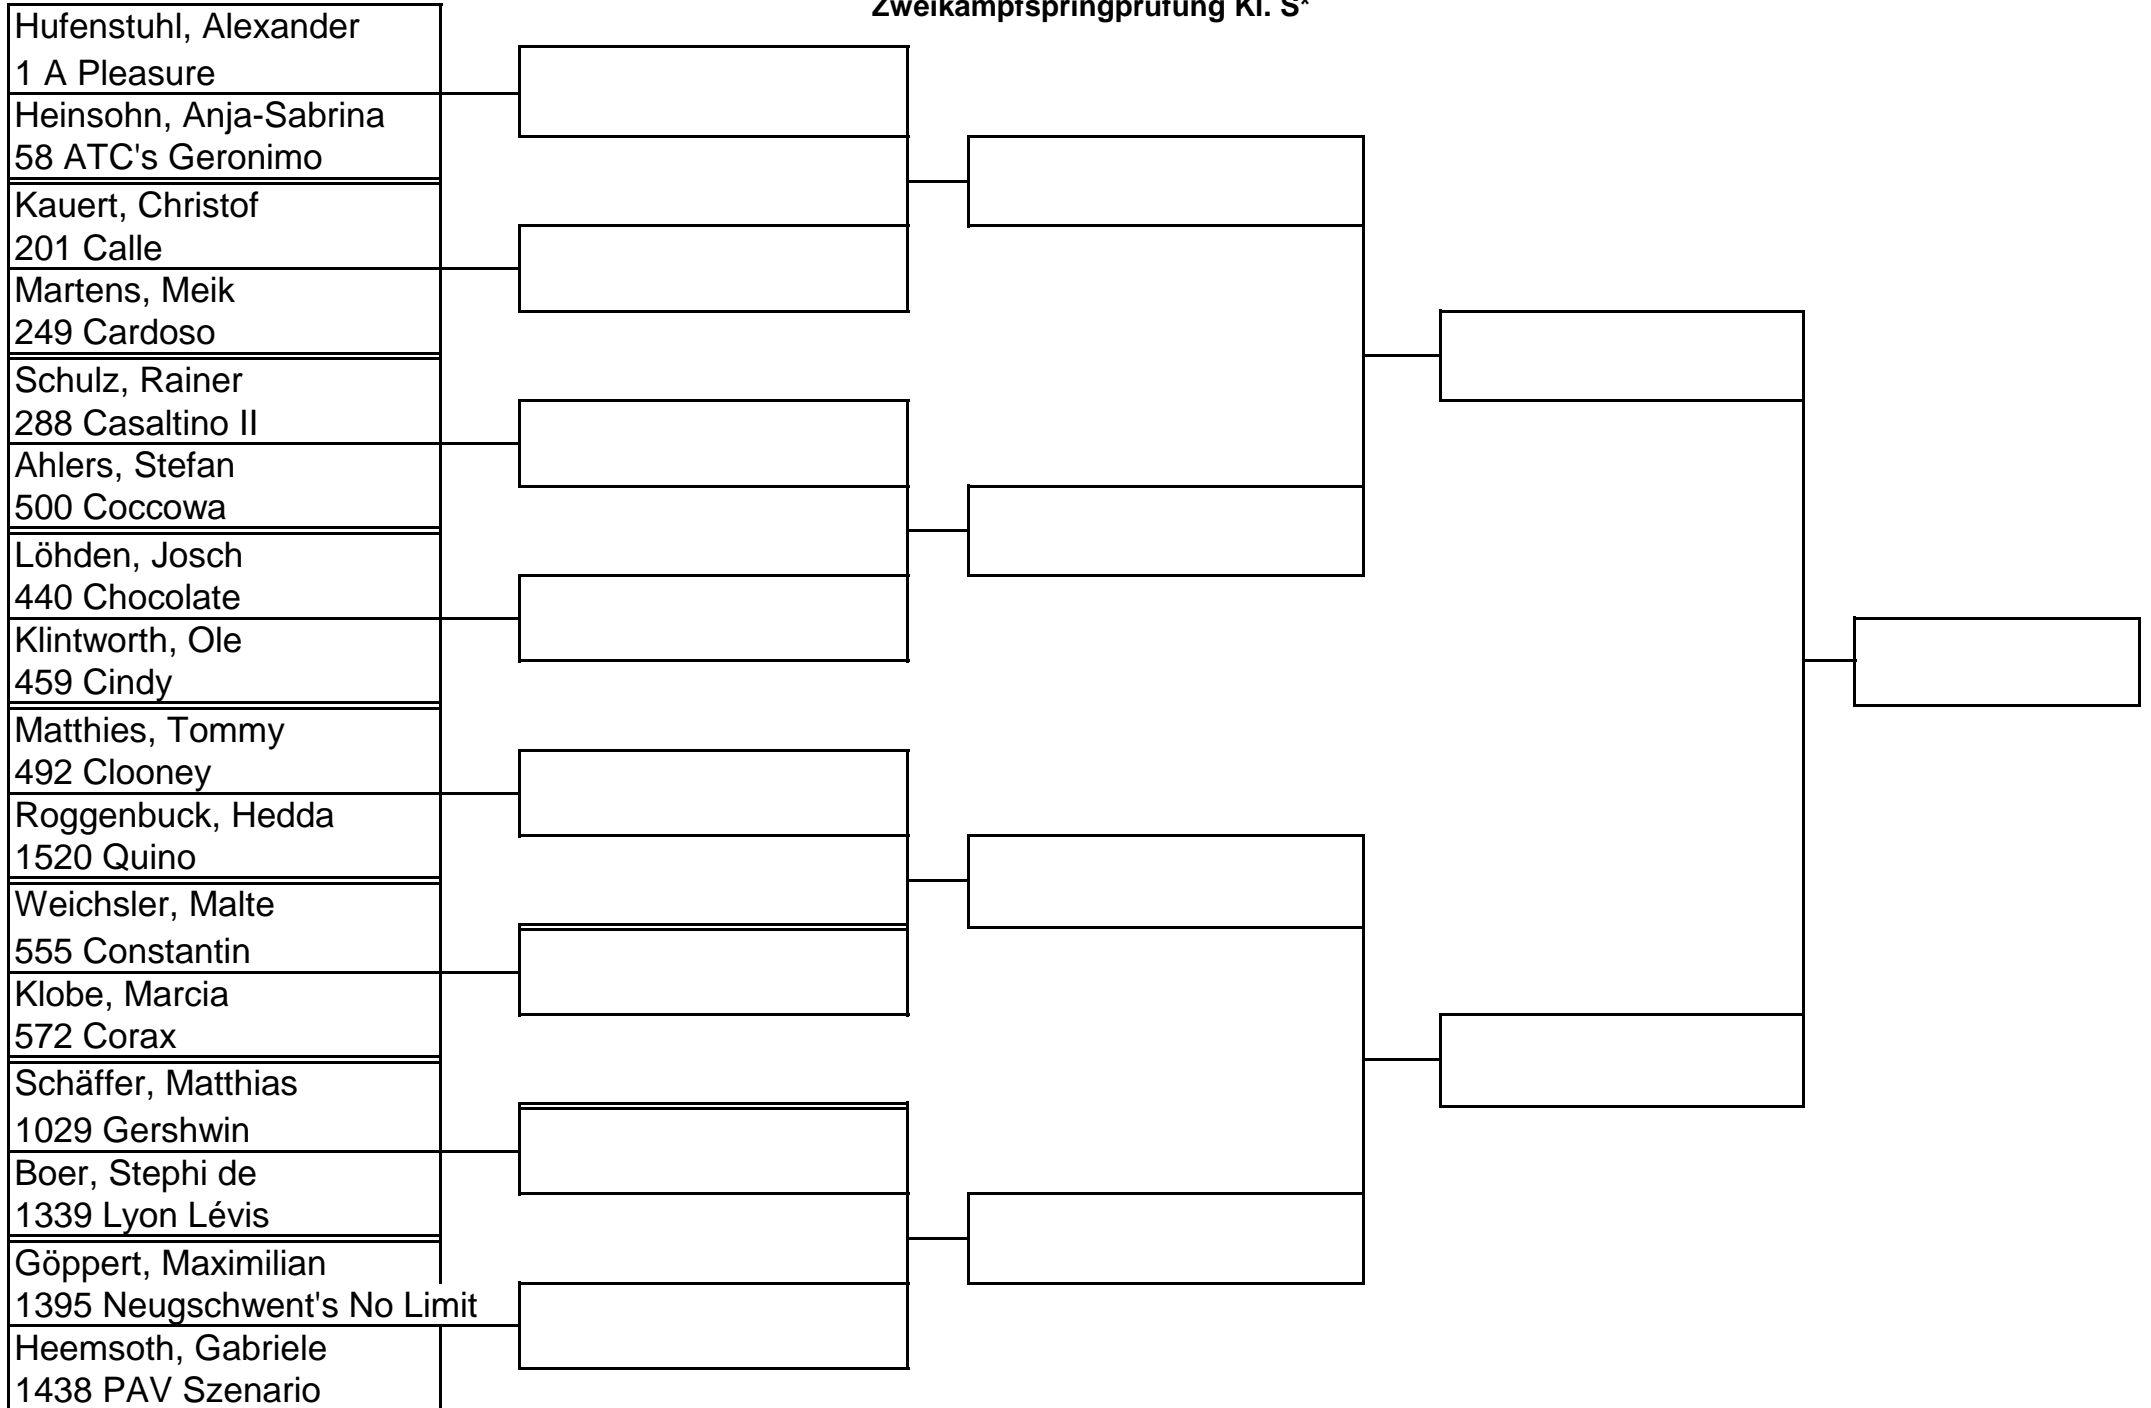 Zweikampfspringprüfung Kl. S*
Hufenstuhl, Alexander
1 A Pleasure
Heinsohn, Anja-Sabrina
58 ATC's Geronimo
Kauert, Christof
201 Calle
Martens, Meik
249 Cardoso
Schulz, Rainer
288 Casaltino II
Ahlers, Stefan
500 Coccowa
Löhden, Josch
440 Chocolate
Klintworth, Ole
459 Cindy
Matthies, Tommy
492 Clooney
Roggenbuck, Hedda
1520 Quino
Weichsler, Malte
555 Constantin
Klobe, Marcia
572 Corax
Schäffer, Matthias
1029 Gershwin
Boer, Stephi de
1339 Lyon Lévis
Göppert, Maximilian
1395 Neugschwent's No Limit
Heemsoth, Gabriele
1438 PAV Szenario